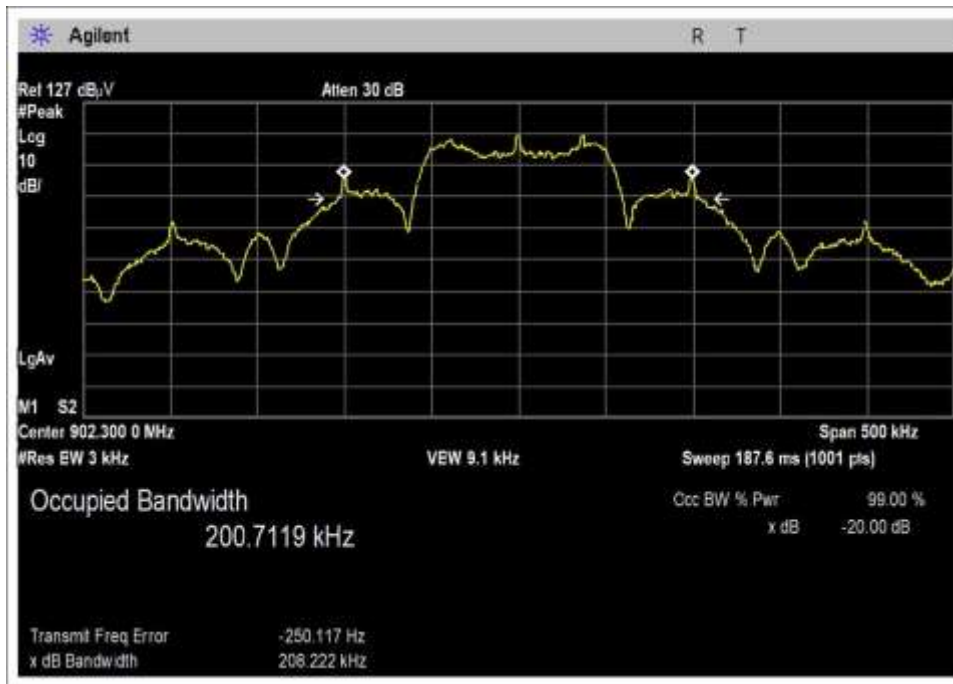 Agilent R T
Ref 127 dBµV Atten 30 dB
#Peak
Log
10
dB/
LgAv
M1 S2
Center 902.300 0 MHz Span 500 kHz
#Res BW 3 kHz VBW 9.1 kHz Sweep 187.6 ms (1001 pts)
Occupied Bandwidth Occ BW % Pwr 99.00 %
200.7119 kHz x dB -20.00 dB
Transmit Freq Error -250.117 Hz
x dB Bandwidth 208.222 kHz